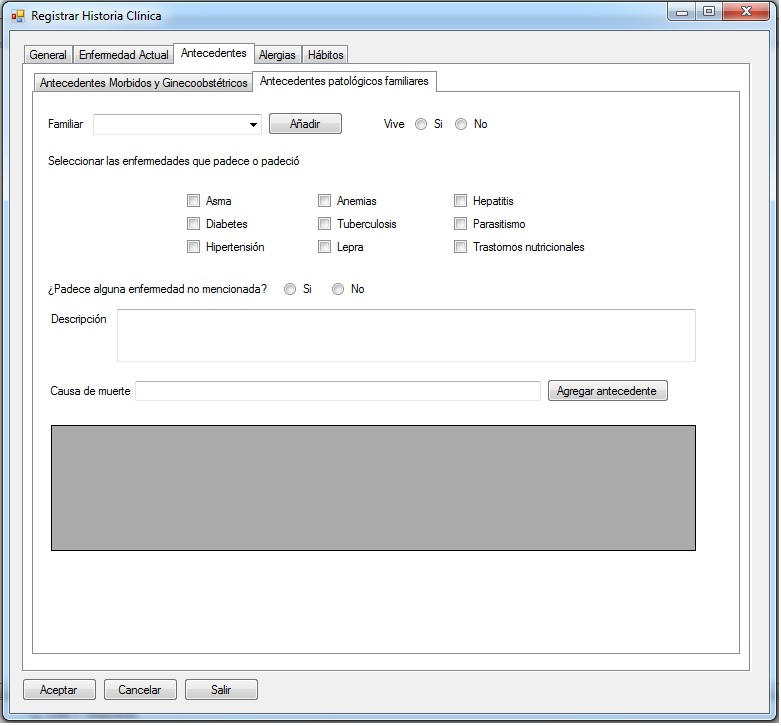 Registrar Historia Clínica
General Enfermedad Actual Antecedentes Alergias Hábitos
Antecedentes Morbidos y Ginecoobstétricos Antecedentes patológicos familiares
Familiar Añadir Vive Si No
Seleccionar las enfermedades que padece o padeció
Asma Anemias Hepatitis
Diabetes Tuberculosis Parasitismo
Hipertensión Lepra Trastornos nutricionales
¿Padece alguna enfermedad no mencionada? Si No
Descripción
Causa de muerte Agregar antecedente
Aceptar Cancelar Salir